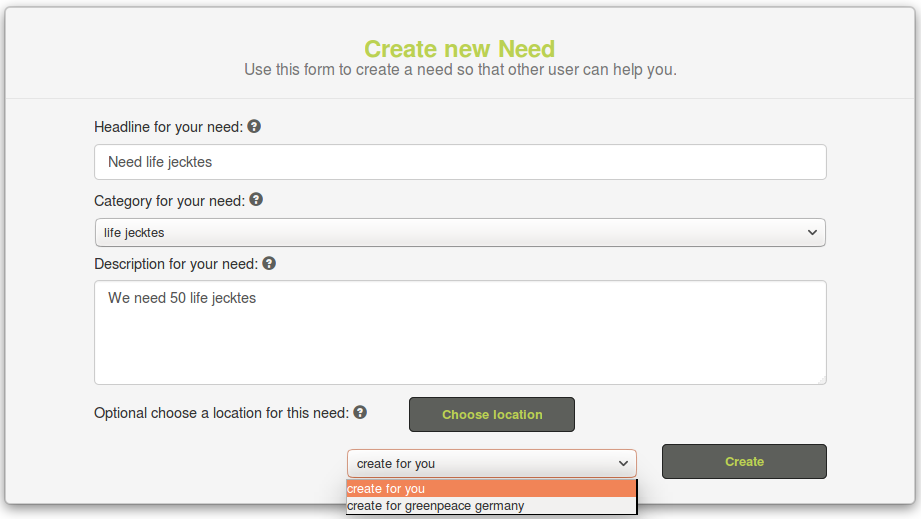 Create new Need
Use this form to create a need so that other user can help you.
Headline for your need: ?
Need life jecktes
Category for your need: ?
life jecktes
Description for your need: ?
We need 50 life jecktes
Optional choose a location for this need: ?
Choose location
create for you
Create
create for you
create for greenpeace germany